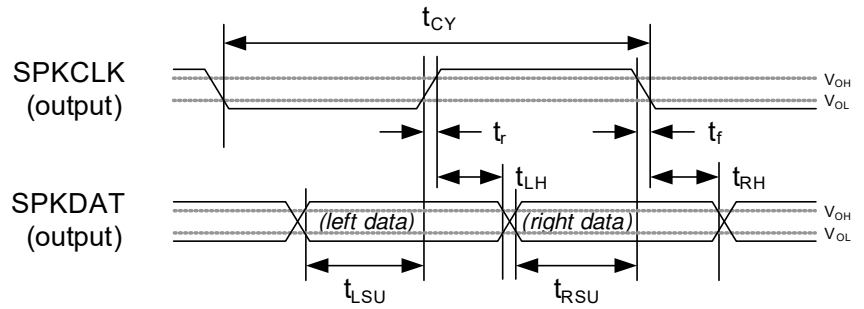 tCY
SPKCLK
(output)
VOH
VOL
tr
tf
tLH
tRH
SPKDAT
(output)
(left data)
(right data)
VOH
VOL
tLSU
tRSU